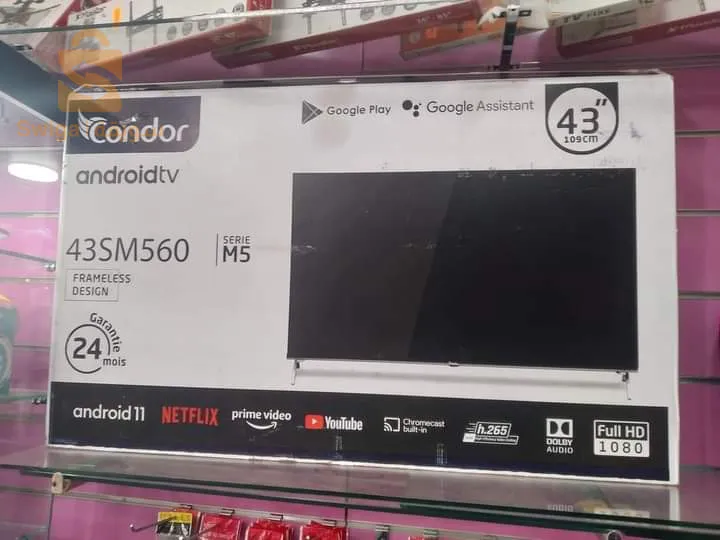 Condor
androidtv
Google Play
Google Assistant
43"
109cm
43SM560
SERIE
M5
FRAMELESS
DESIGN
Garantie
24
mois
android 11
NETFLIX
prime video
YouTube
Chromecast
built-in
h.265
DOLBY
AUDIO
Full HD
1080